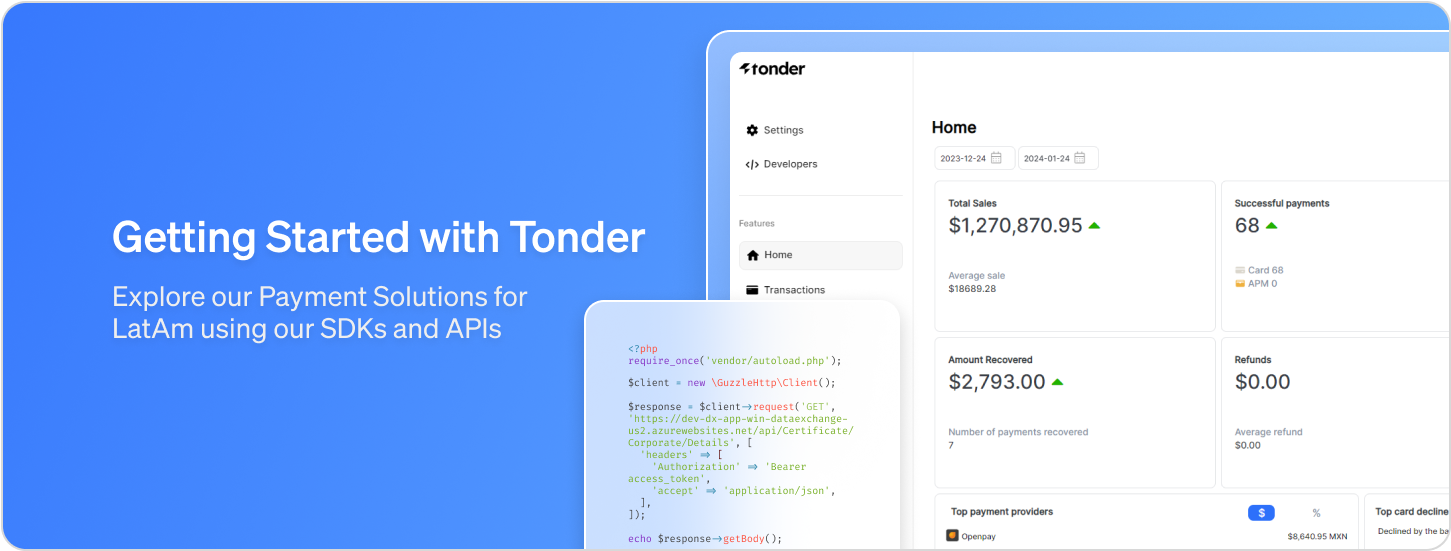 Getting Started with Tonder
Explore our Payment Solutions for
LatAm using our SDKs and APIs
tonder
Settings
</> Developers
Features
Home
Transactions
Home
2023-12-24
2024-01-24
Total Sales
$1,270,870.95
Average sale
$18689.28
Successful payments
68
Card 68
APM 0
Amount Recovered
$2,793.00
Number of payments recovered
7
Refunds
$0.00
Average refund
$0.00
Top payment providers
$ %
Openpay $8,640.95 MXN
Top card decline
Declined by the ba
<?php
require_once('vendor/autoload.php');
$client = new \GuzzleHttp\Client();
$response = $client→request('GET',
'https://dev-dx-app-win-dataexchange-
us2.azurewebsites.net/api/Certificate/
Corporate/Details', [
'headers' ⇒ [
'Authorization' ⇒ 'Bearer
access_token',
'accept' ⇒ 'application/json',
],
]);
echo $response→getBody();